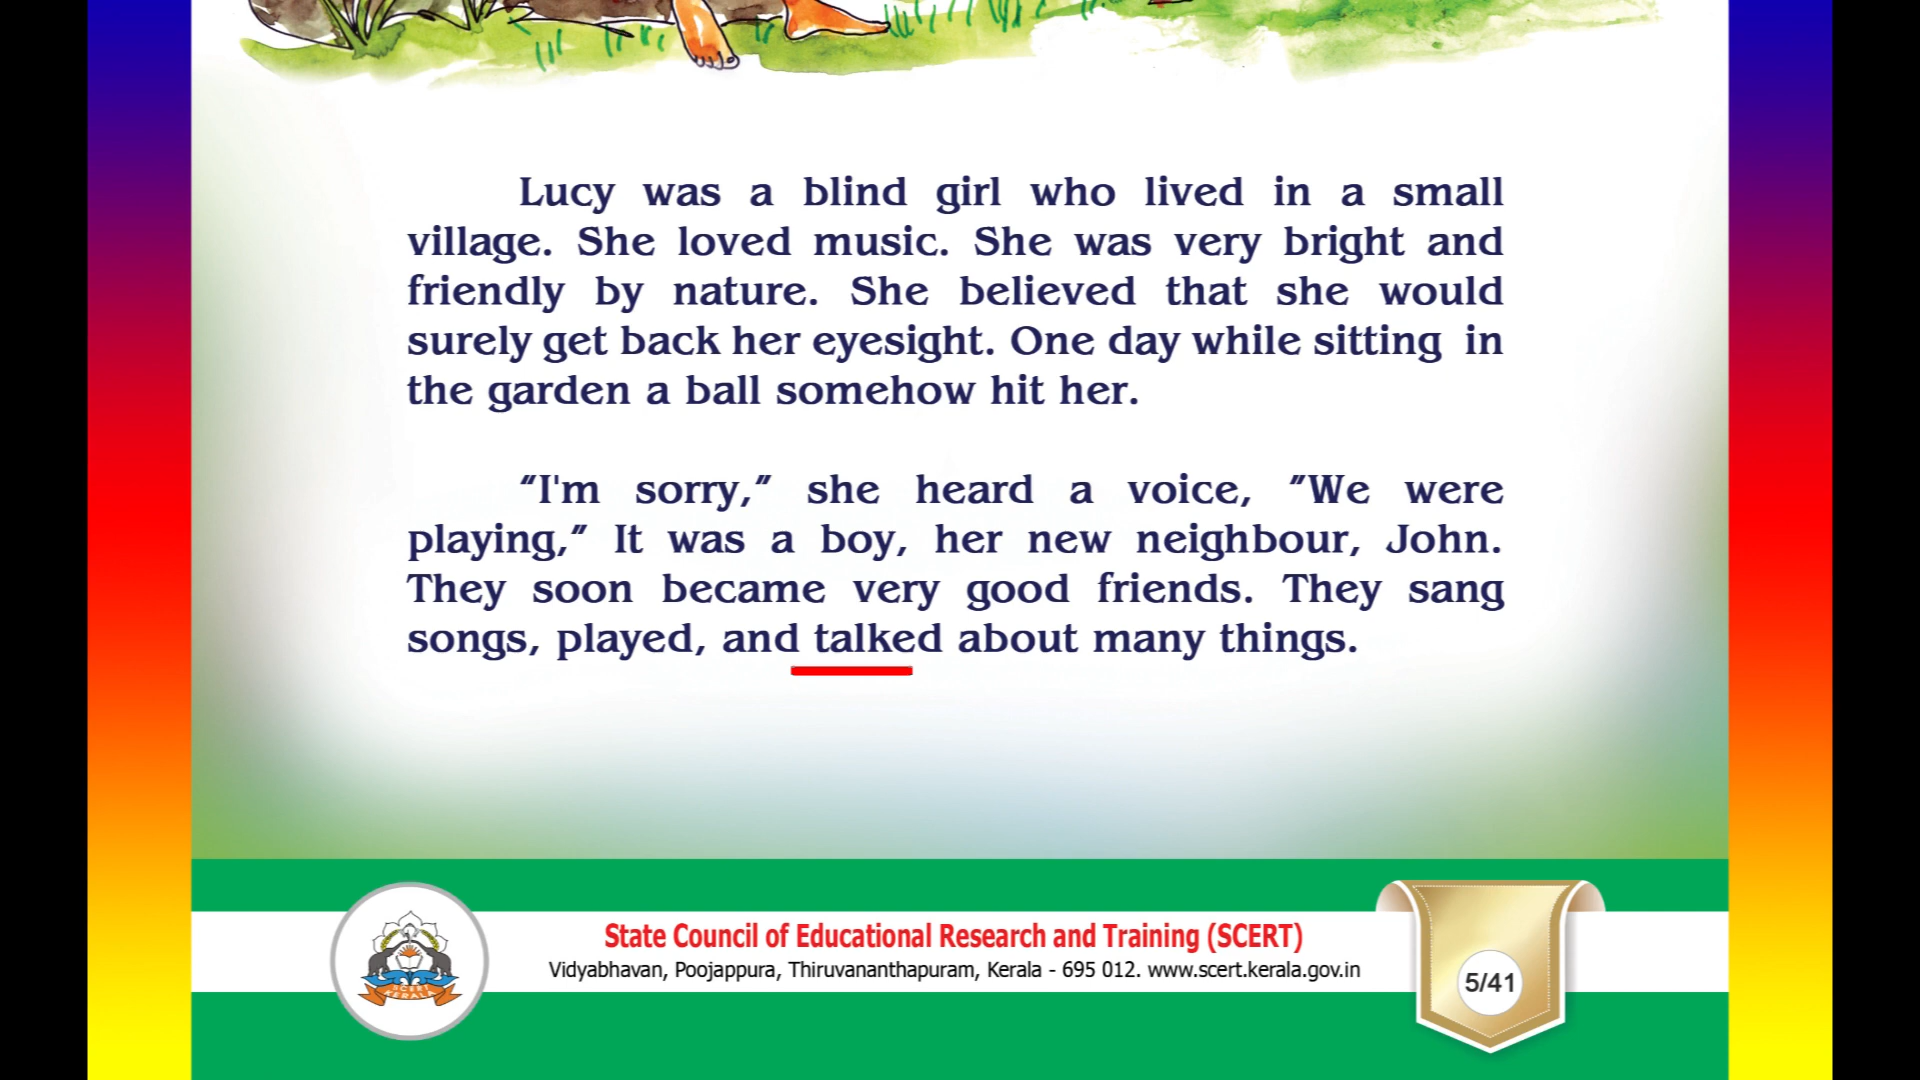 Lucy was a blind girl who lived in a small
village. She loved music. She was very bright and
friendly by nature. She believed that she would
surely get back her eyesight. One day while sitting in
the garden a ball somehow hit her.
"I'm sorry," she heard a voice, "We were
playing," It was a boy, her new neighbour, John.
They soon became very good friends. They sang
songs, played, and talked about many things.
State Council of Educational Research and Training (SCERT)
Vidyabhavan, Poojappura, Thiruvananthapuram, Kerala - 695 012. www.scert.kerala.gov.in
SCERT
KERALA
5/41